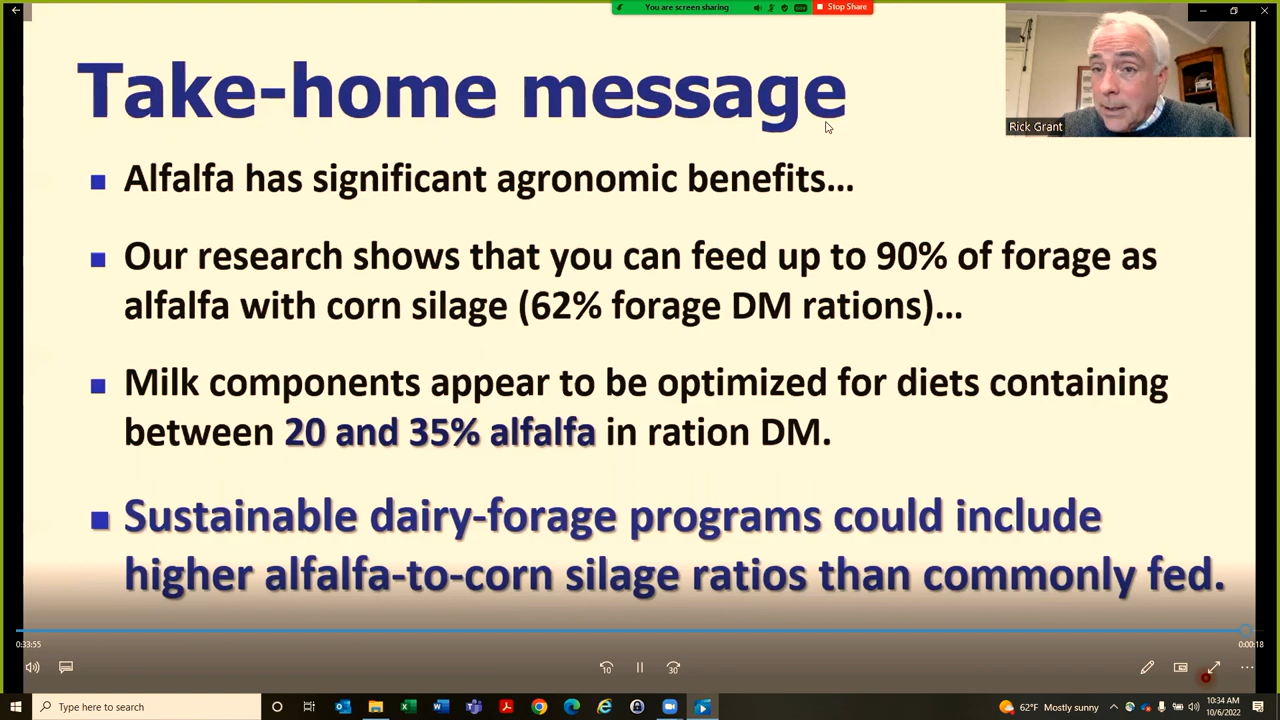 You are screen sharing
Stop Share
Take-home message
Rick Grant
Alfalfa has significant agronomic benefits...
Our research shows that you can feed up to 90% of forage as
alfalfa with corn silage (62% forage DM rations)...
Milk components appear to be optimized for diets containing
between 20 and 35% alfalfa in ration DM.
Sustainable dairy-forage programs could include
higher alfalfa-to-corn silage ratios than commonly fed.
0:33:55
0:00:18
10
30
Type here to search
62°F Mostly sunny
10:34 AM
10/6/2022